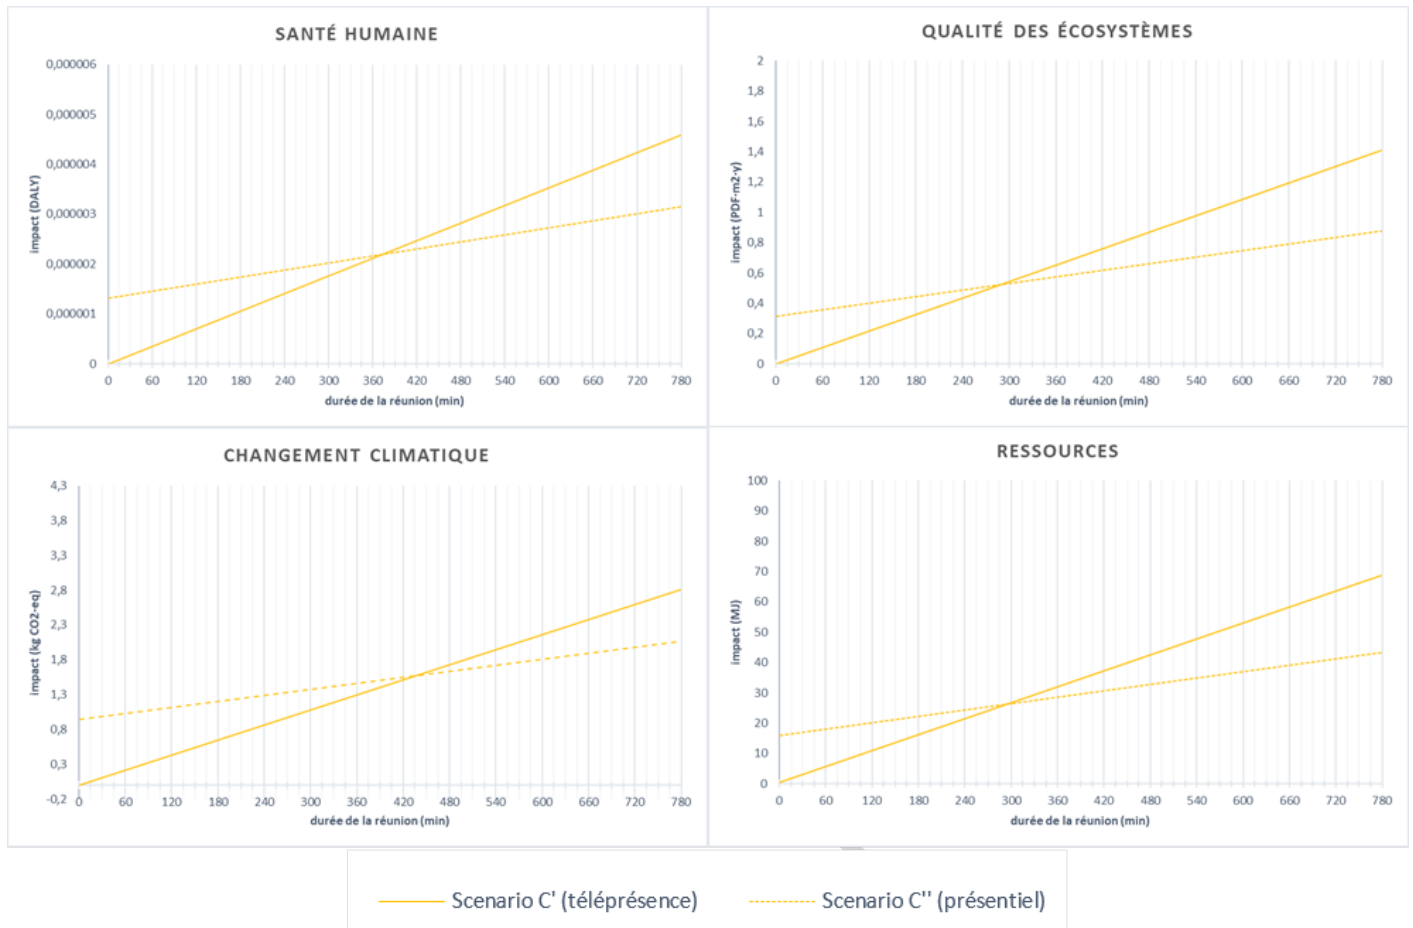 SANTÉ HUMAINE
0,000006
0,000005
0,000004
0,000003
0,000002
0,000001
0
impact (DALY)
0 60 120 180 240 300 360 420 480 540 600 660 720 780
durée de la réunion (min)
QUALITÉ DES ÉCOSYSTÈMES
2
1,8
1,6
1,4
1,2
1
0,8
0,6
0,4
0,2
0
impact (PDF·m2·y)
0 60 120 180 240 300 360 420 480 540 600 660 720 780
durée de la réunion (min)
CHANGEMENT CLIMATIQUE
4,3
3,8
3,3
2,8
2,3
1,8
1,3
0,8
0,3
-0,2
impact (kg CO2-eq)
0 60 120 180 240 300 360 420 480 540 600 660 720 780
durée de la réunion (min)
RESSOURCES
100
90
80
70
60
50
40
30
20
10
0
impact (MJ)
0 60 120 180 240 300 360 420 480 540 600 660 720 780
durée de la réunion (min)
Scenario C' (téléprésence) Scenario C'' (présentiel)